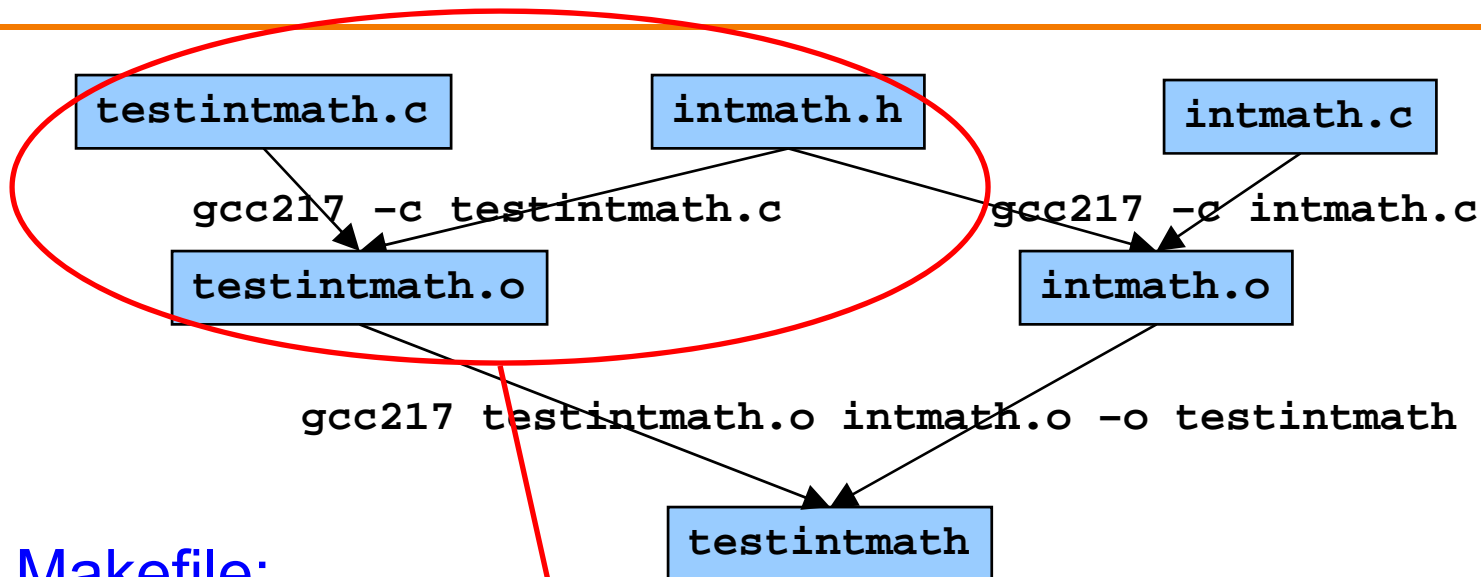 testintmath.c intmath.h intmath.c
gcc217 –c testintmath.c gcc217 –c intmath.c
testintmath.o intmath.o
gcc217 testintmath.o intmath.o –o testintmath
testintmath
Makefile: